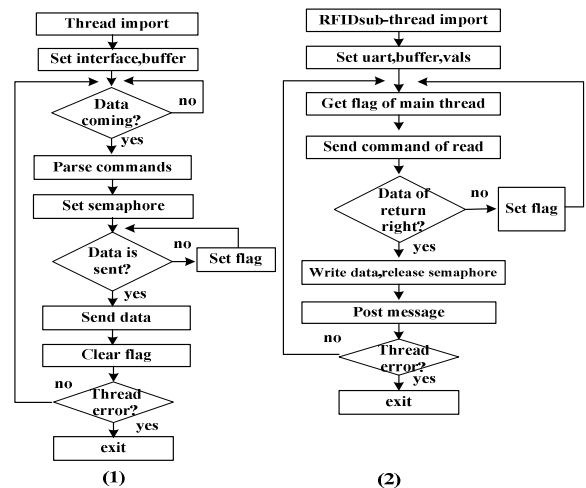 Thread import
Set interface,buffer
Data
coming?
no
yes
Parse commands
Set semaphore
Data is
sent?
no
Set flag
yes
Send data
Clear flag
no
Thread
error?
yes
exit
(1)
RFIDsub-thread import
Set uart,buffer,vals
Get flag of main thread
Send command of read
Data of
return
right?
no
Set flag
yes
Write data,release semaphore
Post message
no
Thread
error?
yes
exit
(2)